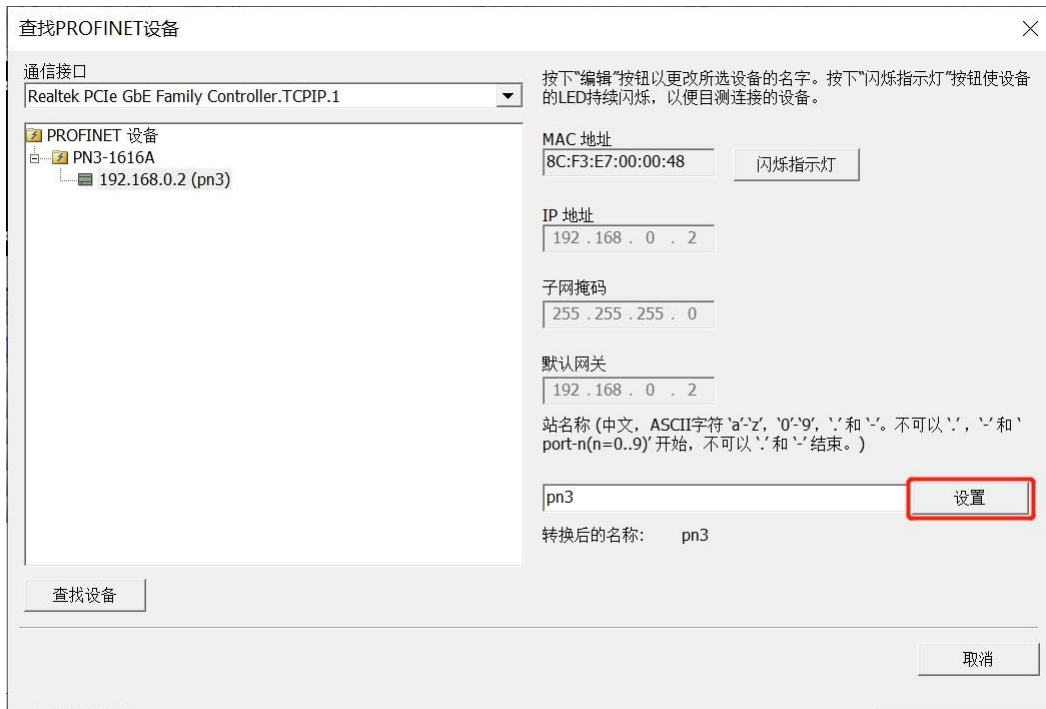 查找PROFINET设备
通信接口
Realtek PCIe GbE Family Controller.TCPIP.1
PROFINET 设备
PN3-1616A
192.168.0.2 (pn3)
查找设备
按下"编辑"按钮以更改所选设备的名字。按下"闪烁指示灯"按钮使设备
的LED持续闪烁，以便目测连接的设备。
MAC 地址
8C:F3:E7:00:00:48
闪烁指示灯
IP 地址
192 . 168 . 0 . 2
子网掩码
255 . 255 . 255 . 0
默认网关
192 . 168 . 0 . 2
站名称 (中文，ASCII字符 `a'-`z', `0'-`9', `.' 和 `-'。不可以 `.' , `-' 和 `
port-n(n=0..9)' 开始，不可以 `.' 和 `-' 结束。)
pn3
设置
转换后的名称: pn3
取消